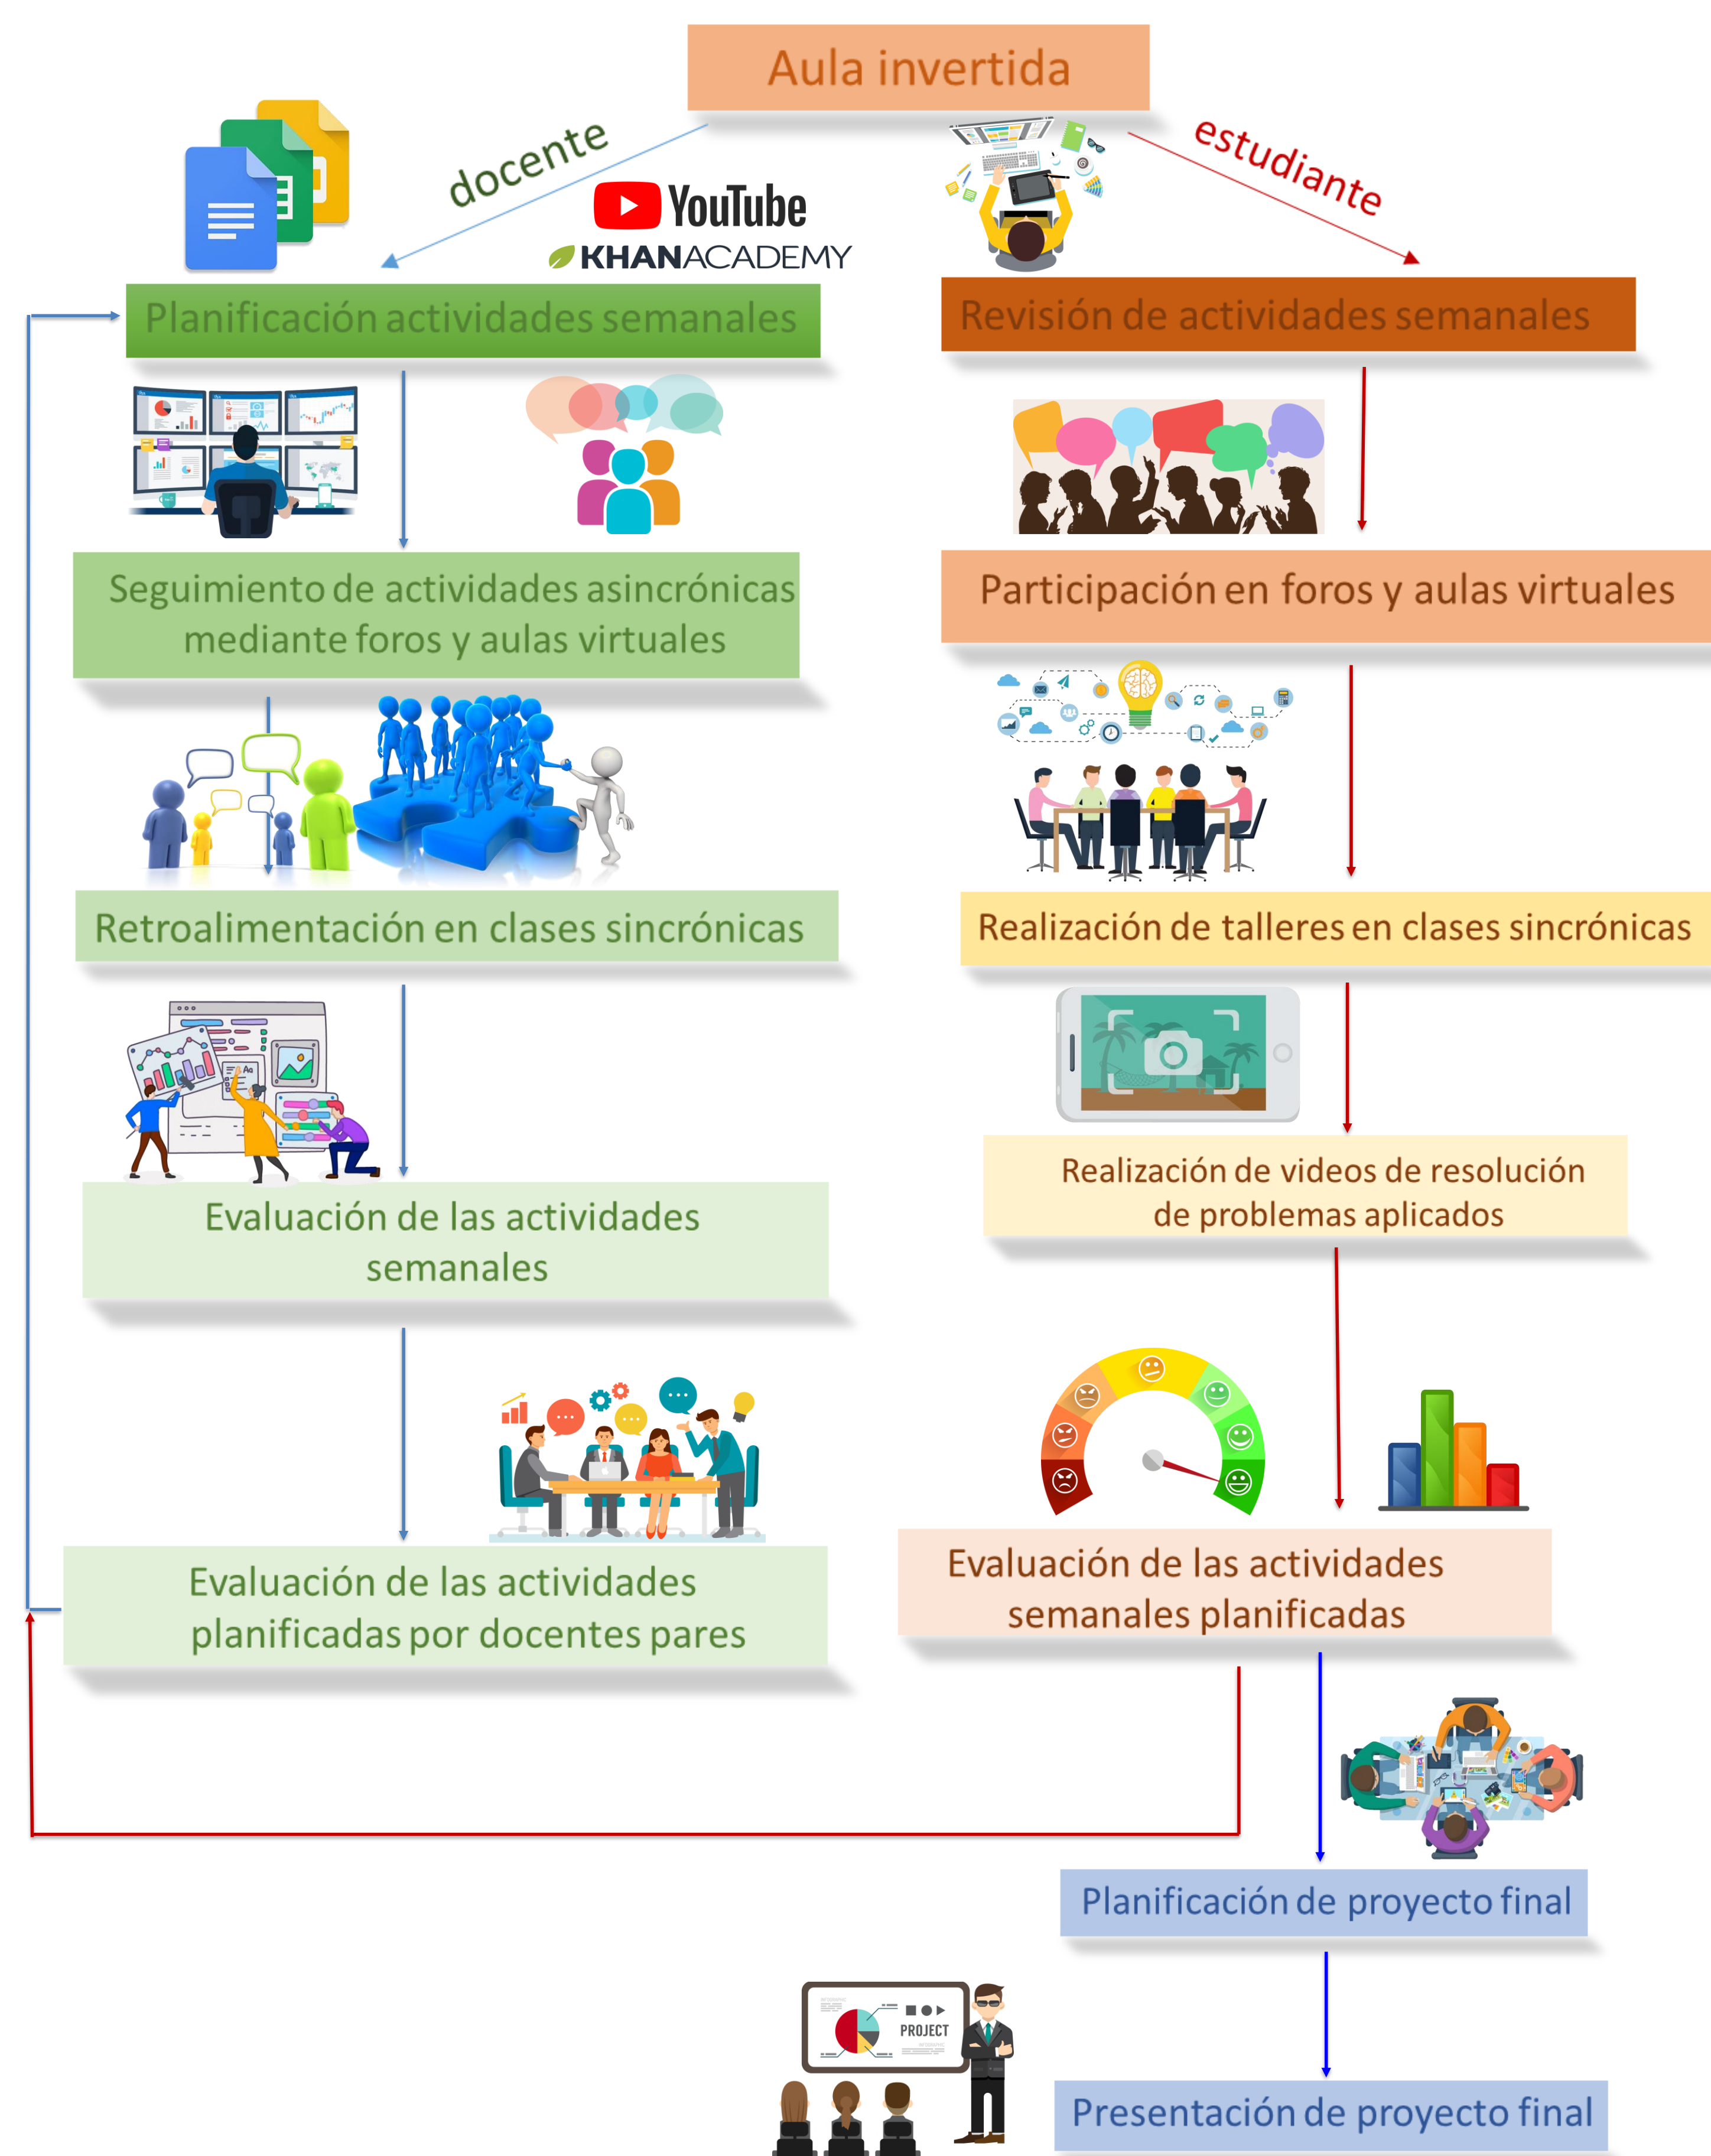 Aula invertida
docente
estudiante
YouTube
KHANACADEMY
Planificación actividades semanales
Revisión de actividades semanales
Seguimiento de actividades asincrónicas
mediante foros y aulas virtuales
Participación en foros y aulas virtuales
Retroalimentación en clases sincrónicas
Realización de talleres en clases sincrónicas
Aa
Realización de videos de resolución
de problemas aplicados
Evaluación de las actividades
semanales
Evaluación de las actividades
planificadas por docentes pares
Evaluación de las actividades
semanales planificadas
Planificación de proyecto final
PROJECT
Presentación de proyecto final